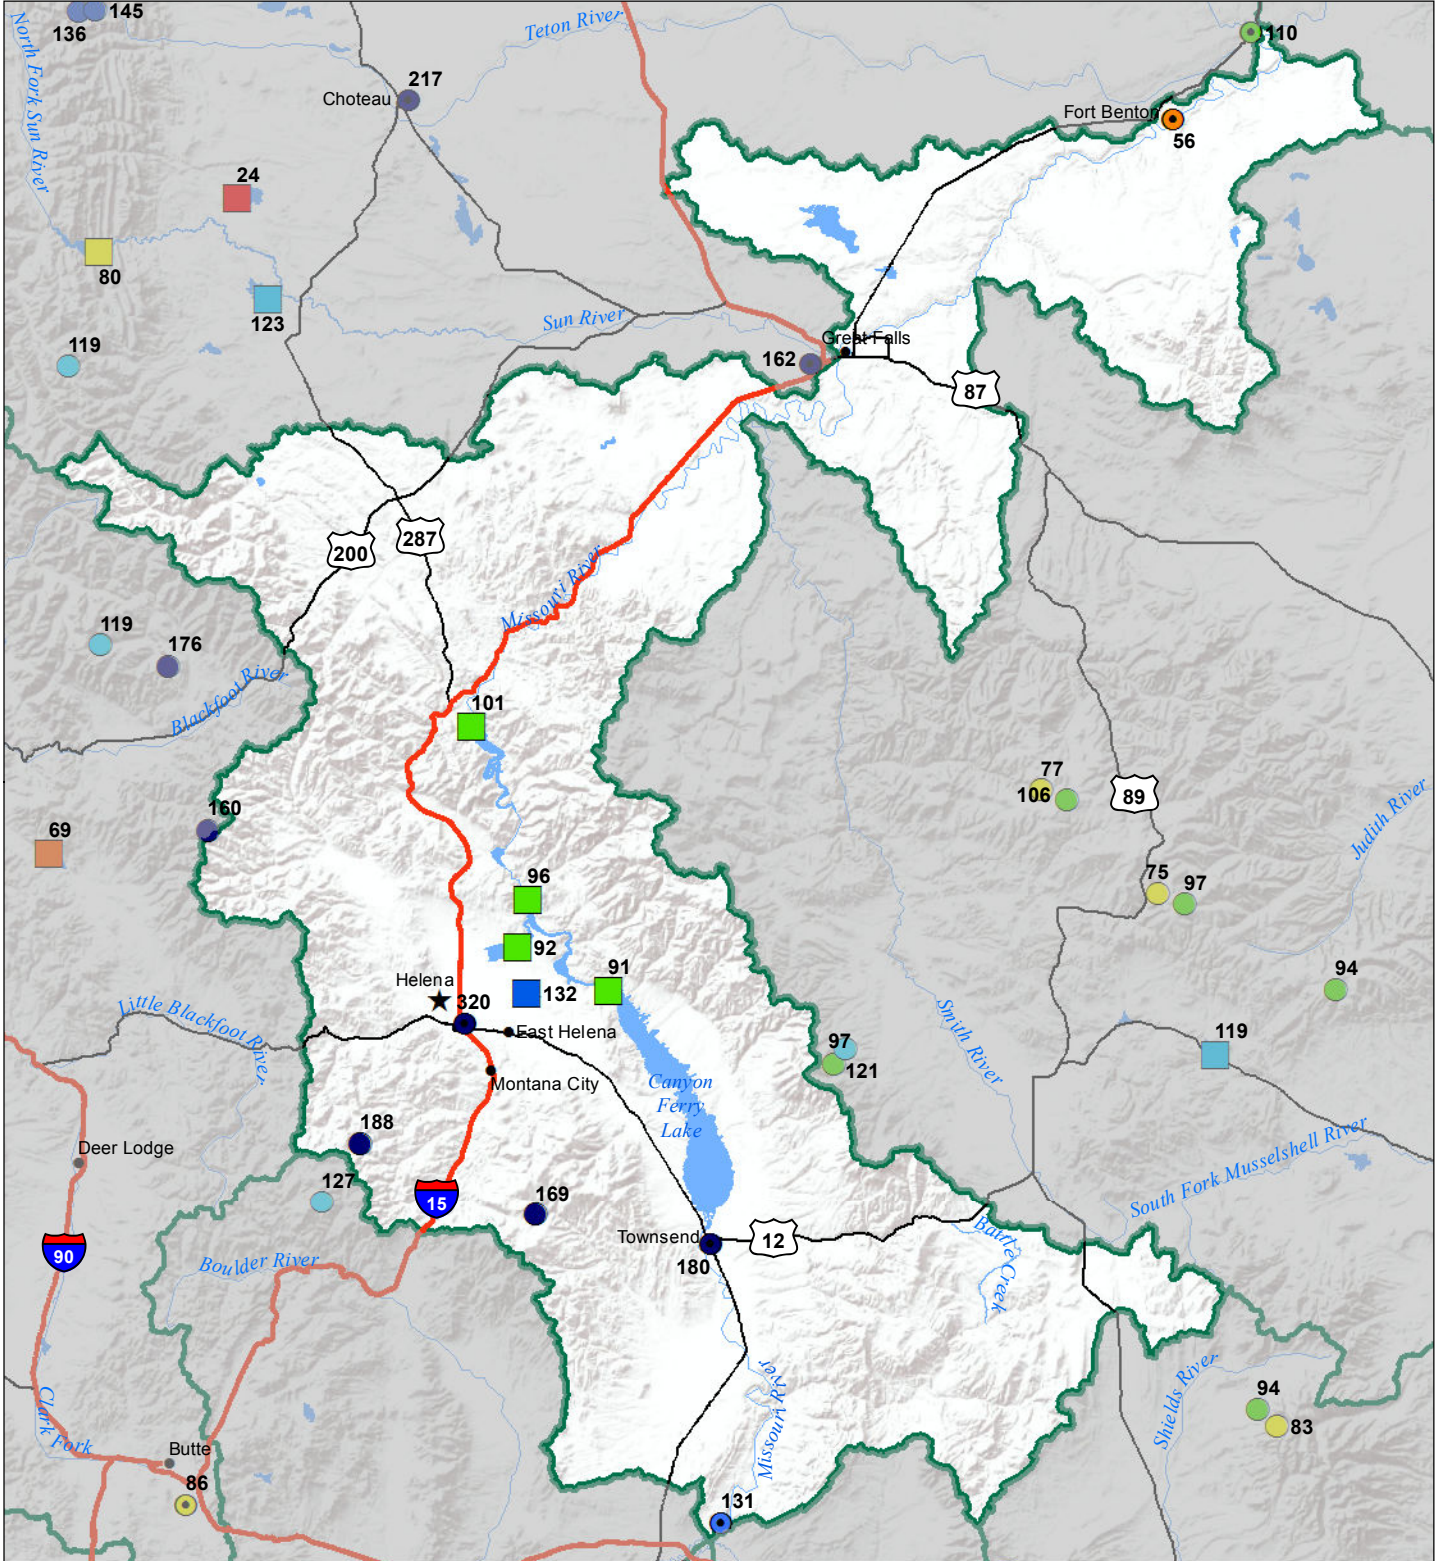 136
145
Teton River
110
North Fork Sun River
217
Choteau
Fort Benton
56
24
80
123
Sun River
Great Falls
162
119
87
200
287
Missouri River
119
176
Blackfoot River
101
77
106
89
Judith River
160
69
75
97
96
92
91
94
Helena
132
320
East Helena
Little Blackfoot River
Smith River
97
121
119
Montana City
Canyon
Ferry
Lake
188
Deer Lodge
South Fork Musselshell River
127
15
169
90
Townsend
12
Battle Creek
180
Boulder River
Missouri River
Shields River
94
83
Clark Fork
Butte
86
131